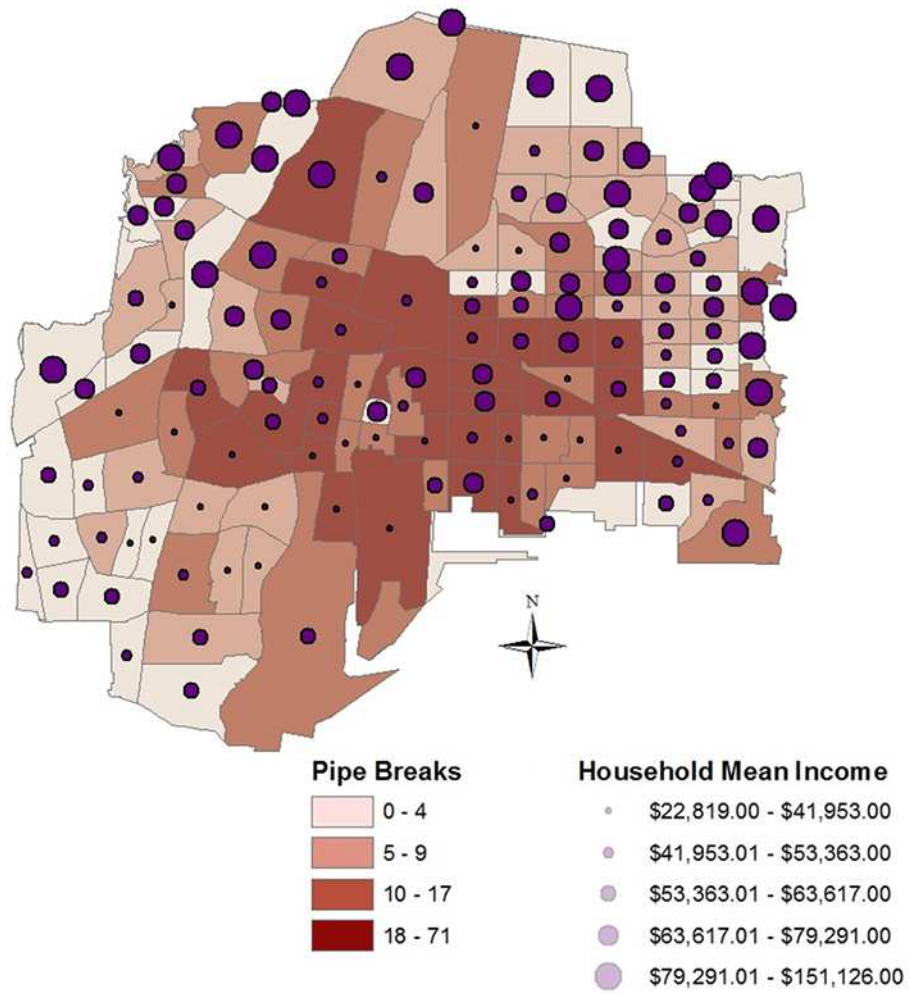 N
Pipe Breaks
0 - 4
5 - 9
10 - 17
18 - 71
Household Mean Income
$22,819.00 - $41,953.00
$41,953.01 - $53,363.00
$53,363.01 - $63,617.00
$63,617.01 - $79,291.00
$79,291.01 - $151,126.00